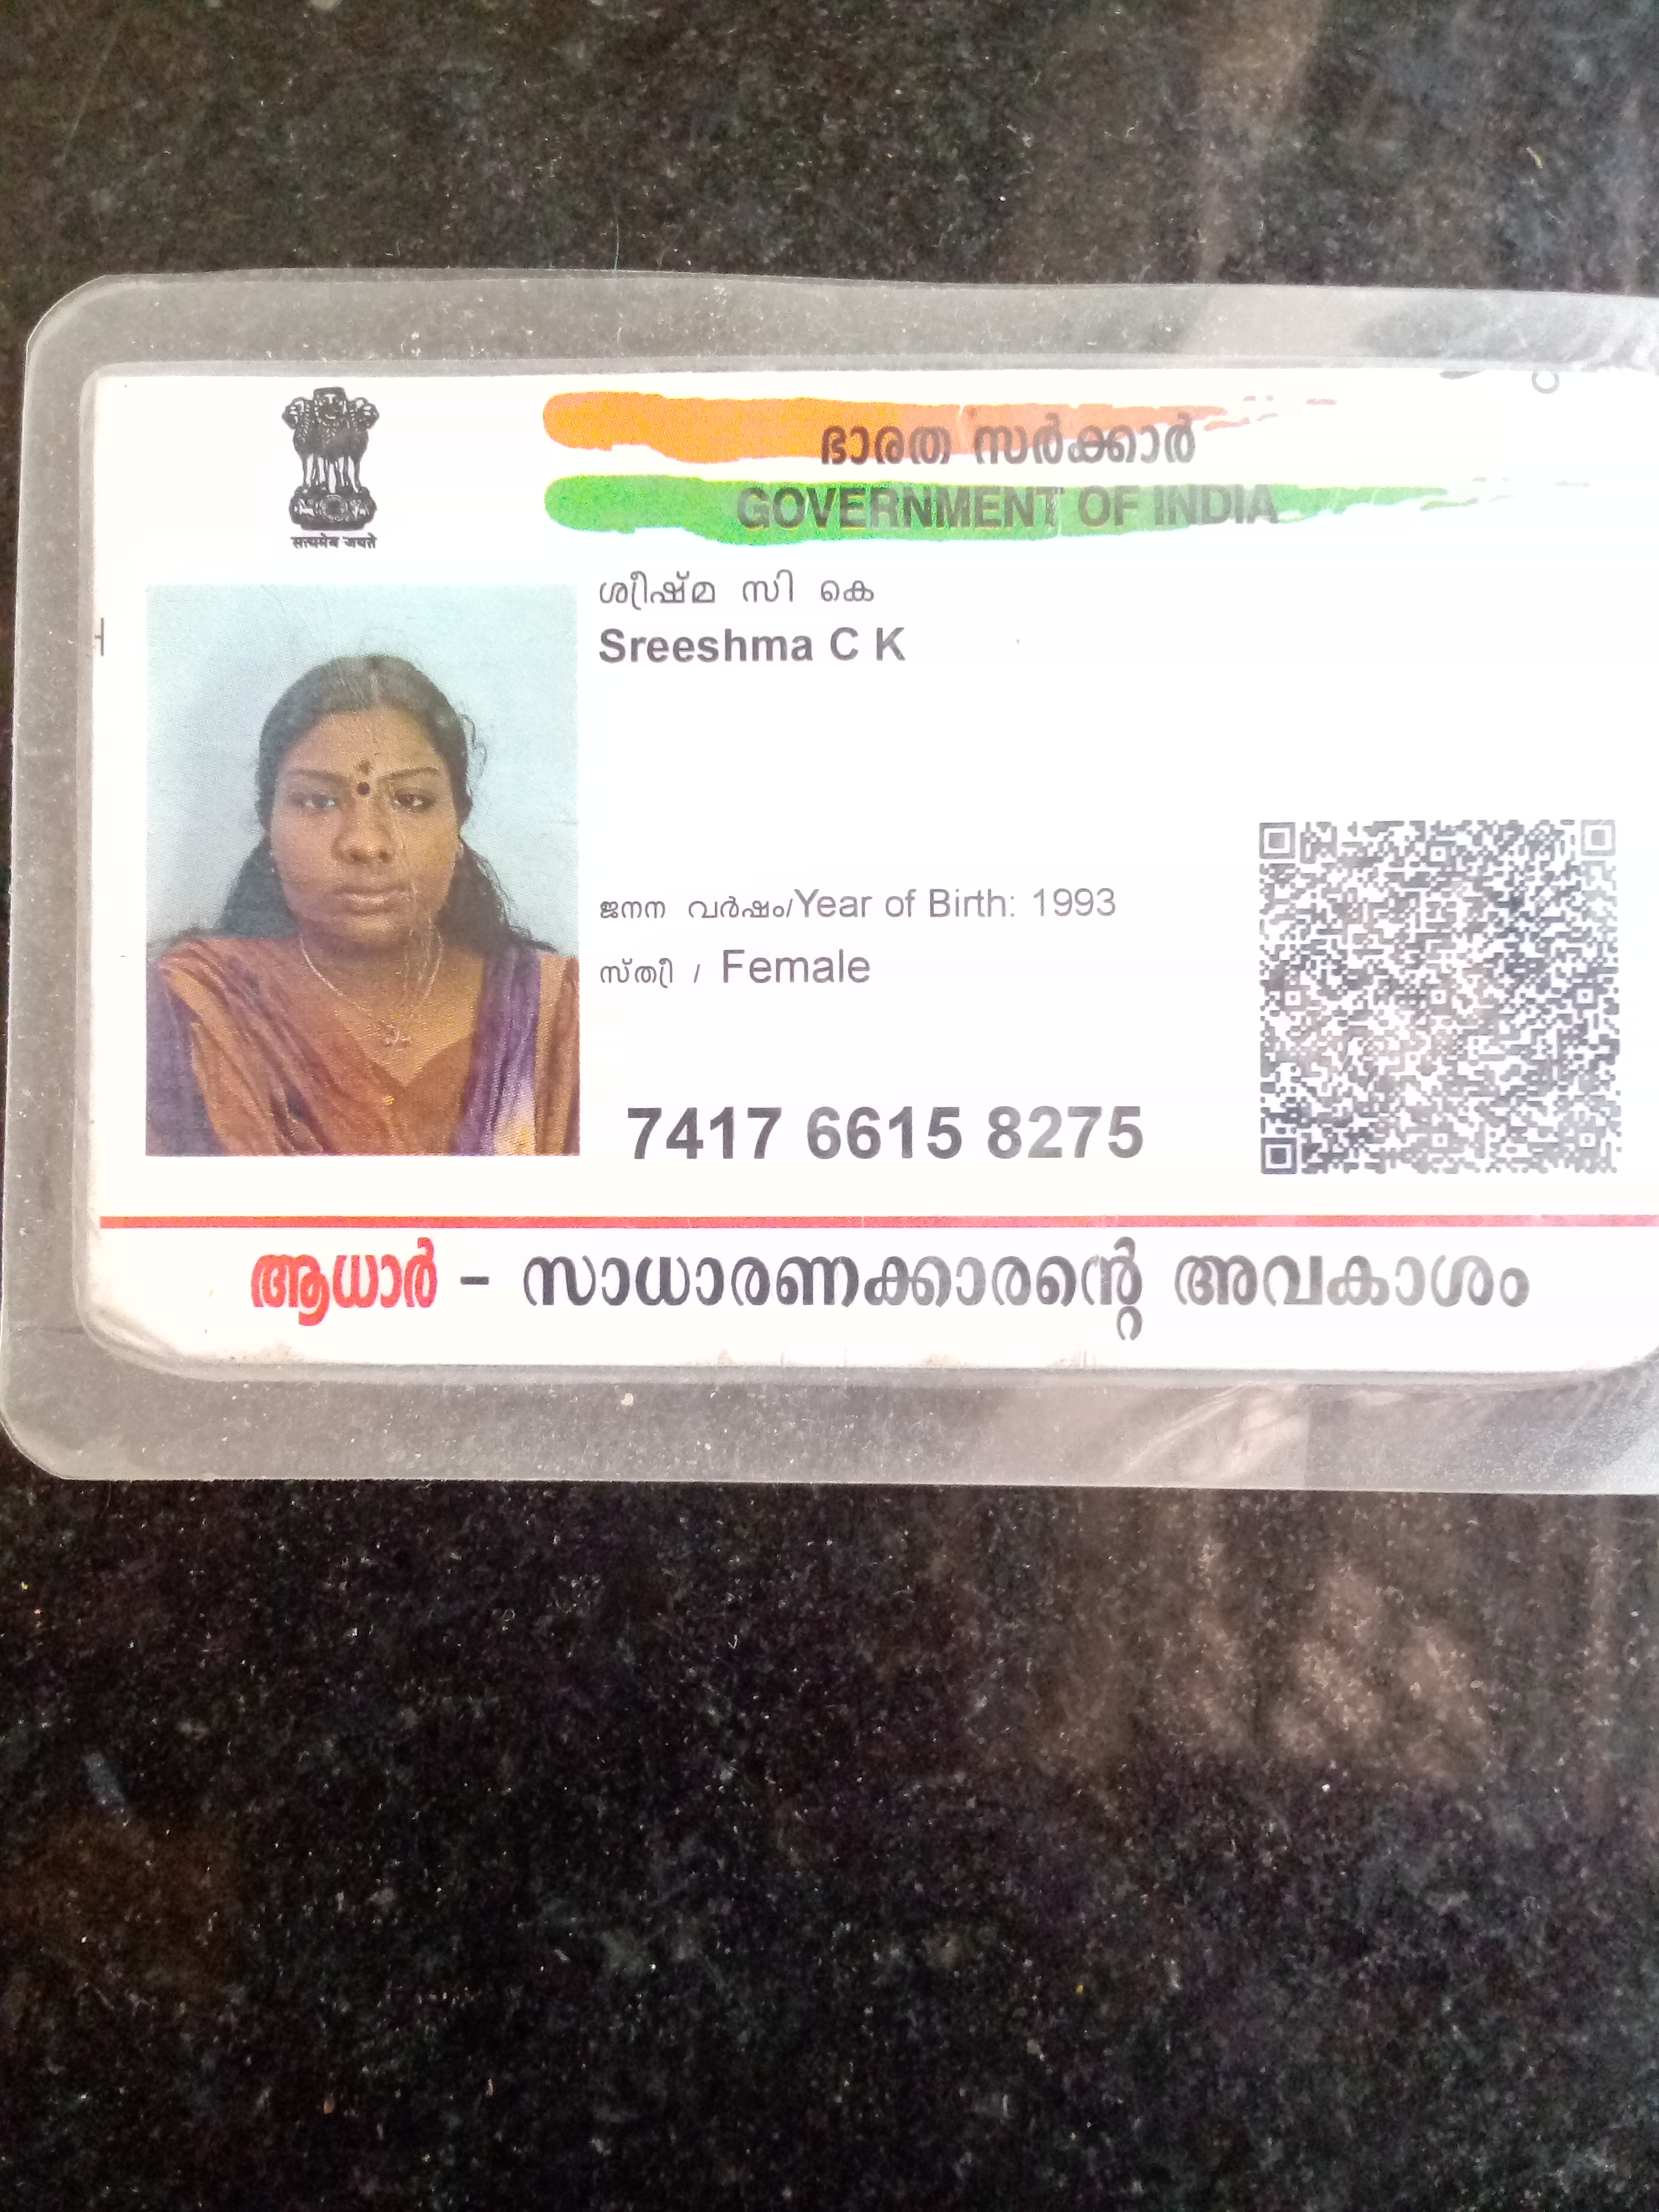 सत्यमेव जयते
ഭാരത സർക്കാർ
GOVERNMENT OF INDIA
ശ്രീഷ്മ സി കെ
Sreeshma C K
ജനന വർഷം/Year of Birth: 1993
സ്ത്രീ / Female
7417 6615 8275
ആധാർ - സാധാരണക്കാരന്റെ അവകാശം